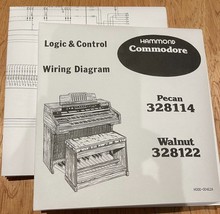 Logic & Control
Wiring Diagram
HAMMOND
Commodore
Pecan
328114
Walnut
328122